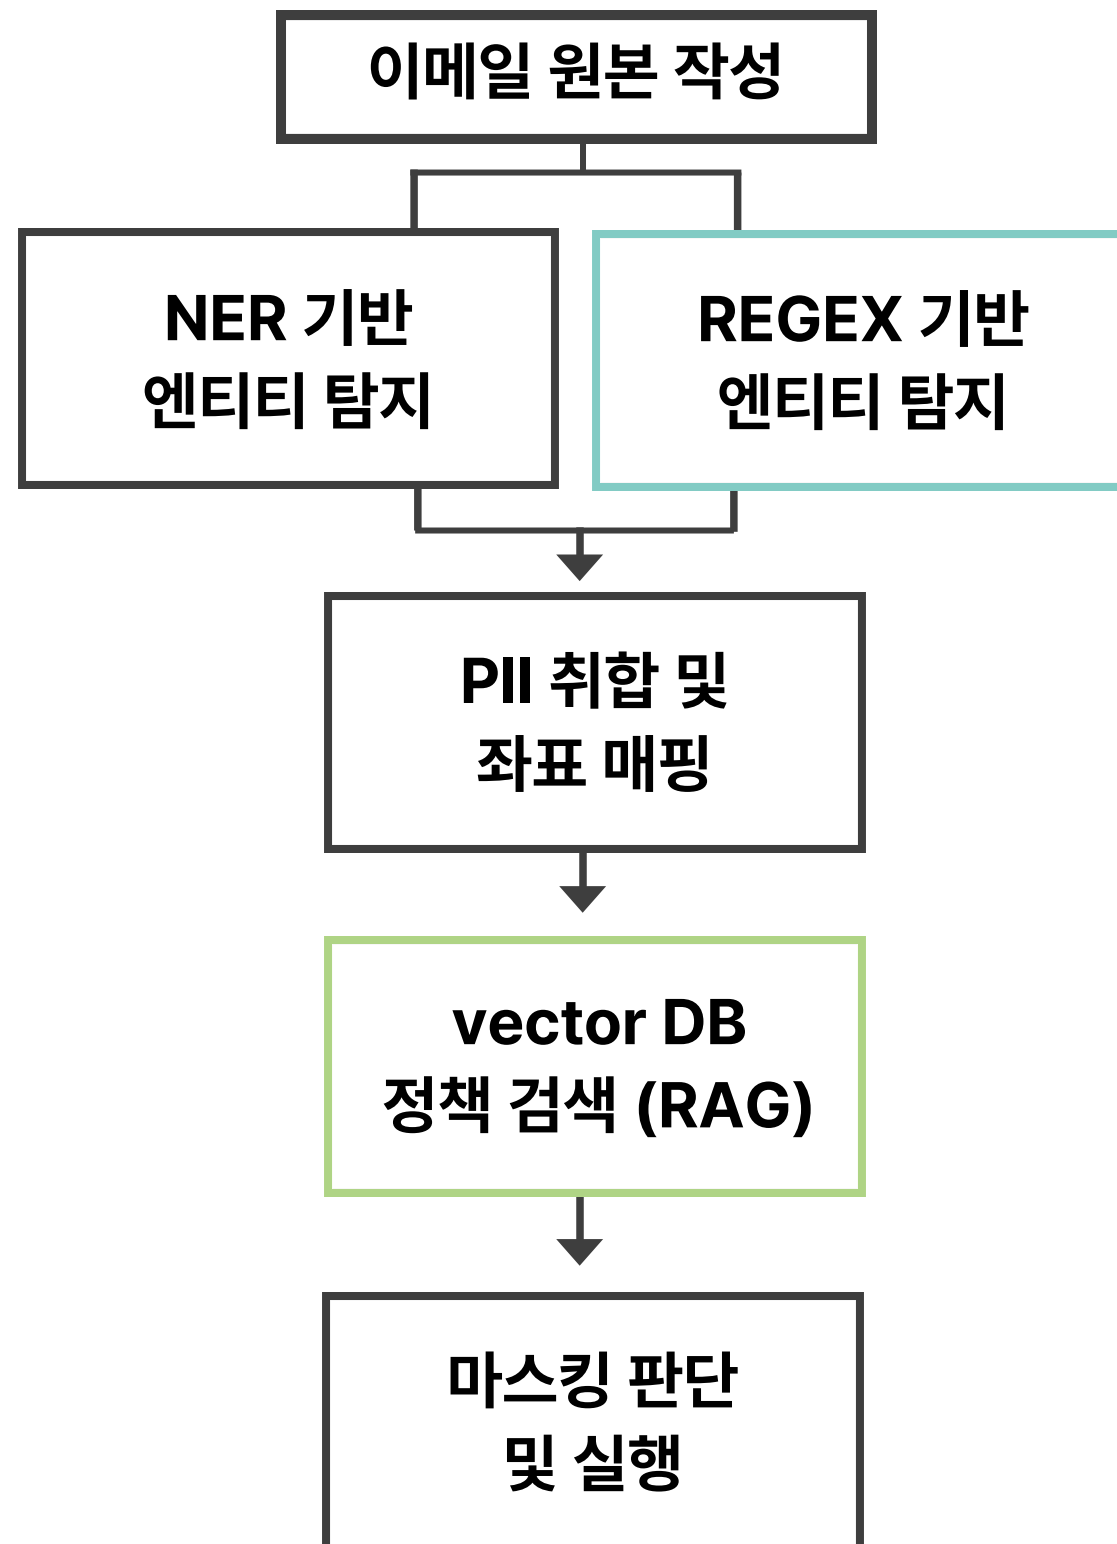 이메일 원본 작성
NER 기반
엔티티 탐지
REGEX 기반
엔티티 탐지
PII 취합 및
좌표 매핑
vector DB
정책 검색 (RAG)
마스킹 판단
및 실행